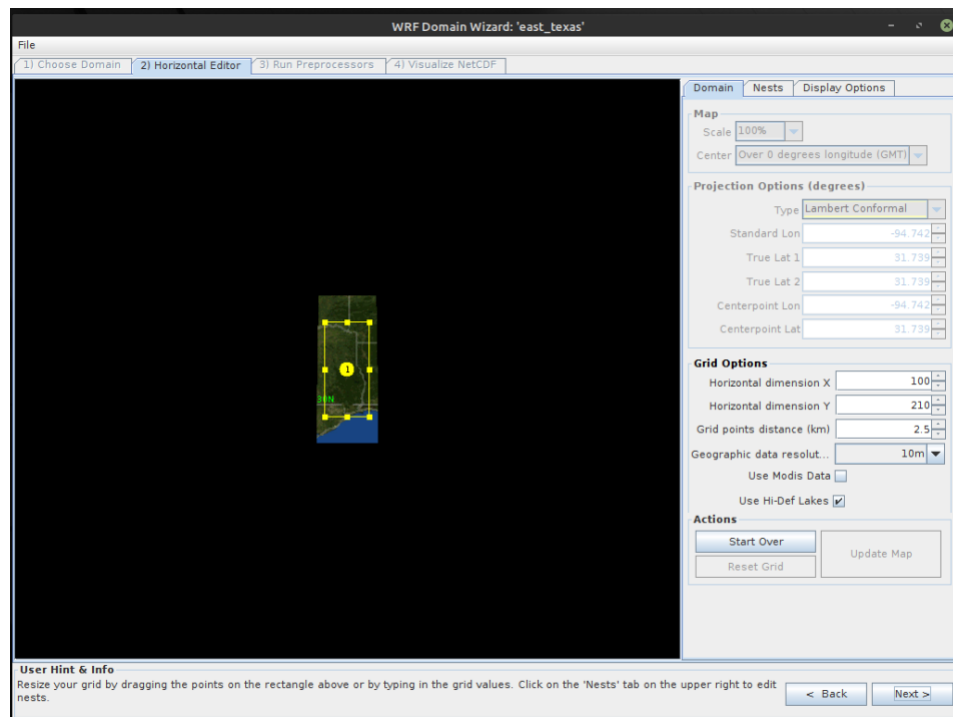 WRF Domain Wizard: 'east_texas'
File
1) Choose Domain 2) Horizontal Editor 3) Run Preprocessors 4) Visualize NetCDF
Domain Nests Display Options
Map
Scale 100%
Center Over 0 degrees longitude (GMT)
Projection Options (degrees)
Type Lambert Conformal
Standard Lon -94.742
True Lat 1 31.739
True Lat 2 31.739
Centerpoint Lon -94.742
Centerpoint Lat 31.739
1
30N
Grid Options
Horizontal dimension X 100
Horizontal dimension Y 210
Grid points distance (km) 2.5
Geographic data resolut... 10m
Use Modis Data
Use Hi-Def Lakes
Actions
Start Over
Update Map
Reset Grid
User Hint & Info
Resize your grid by dragging the points on the rectangle above or by typing in the grid values. Click on the 'Nests' tab on the upper right to edit
nests.
< Back Next >